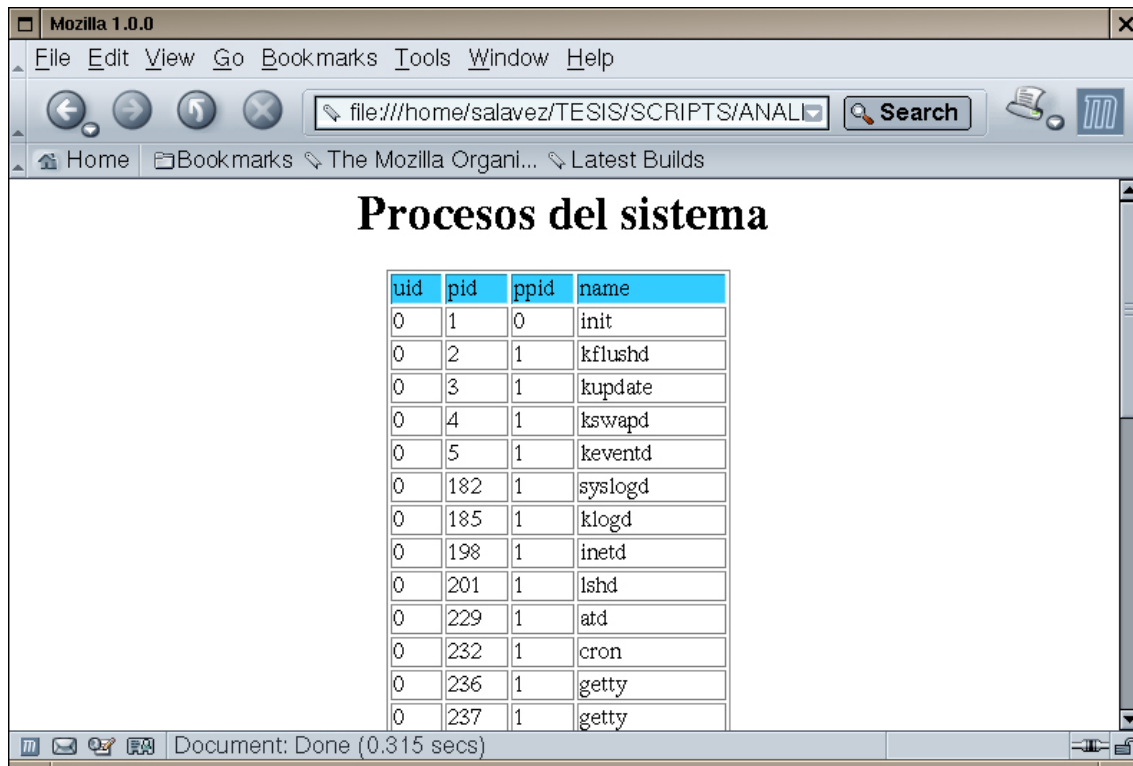 Mozilla 1.0.0
File Edit View Go Bookmarks Tools Window Help
file:///home/salavez/TESIS/SCRIPTS/ANALI
Search
Home Bookmarks The Mozilla Organi... Latest Builds
Procesos del sistema
uid pid ppid name
0 1 0 init
0 2 1 kflushd
0 3 1 kupdate
0 4 1 kswapd
0 5 1 keventd
0 182 1 syslogd
0 185 1 klogd
0 198 1 inetd
0 201 1 lshd
0 229 1 atd
0 232 1 cron
0 236 1 getty
0 237 1 getty
Document: Done (0.315 secs)